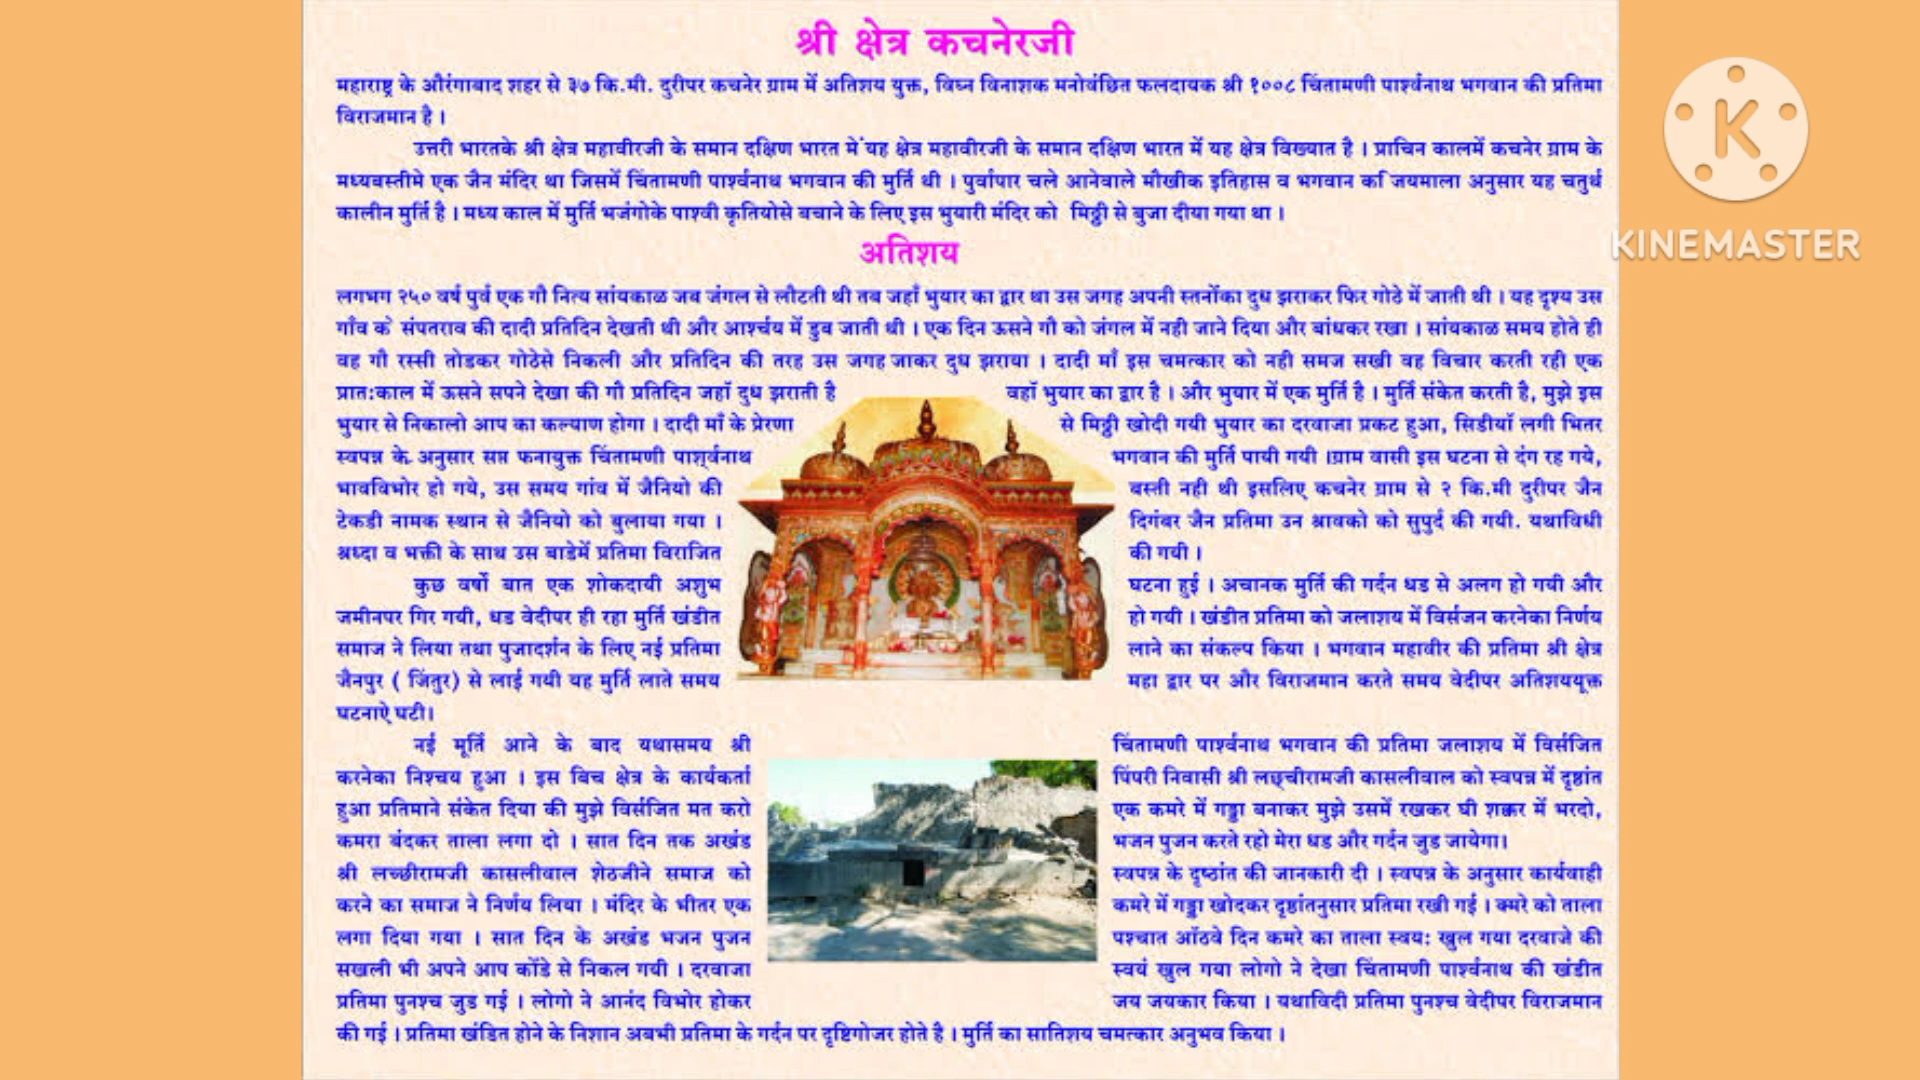 श्री क्षेत्र कचनेरजी
महाराष्ट्र के औरंगाबाद शहर से ३७ कि.मी. दुरीपर कचनेर ग्राम में अतिशय युक्त, विघ्न विनाशक मनोवंछित फलदायक श्री १००८ चिंतामणी पार्श्वनाथ भगवान की प्रतिमा
विराजमान है ।
उत्तरी भारतके श्री क्षेत्र महावीरजी के समान दक्षिण भारत में यह क्षेत्र महावीरजी के समान दक्षिण भारत में यह क्षेत्र विख्यात है । प्राचिन कालमें कचनेर ग्राम के
मध्यबस्तीमे एक जैन मंदिर था जिसमें चिंतामणी पार्श्वनाथ भगवान की मुर्ति थी । पुर्वापार चले आनेवाले मौखीक इतिहास व भगवान कि जयमाला अनुसार यह चतुर्थ
कालीन मुर्ति है । मध्य काल में मुर्ति भजंगोके पाश्वी कृतियोसे बचाने के लिए इस भुयारी मंदिर को मिठ्ठी से बुजा दीया गया था ।
अतिशय
लगभग २५० वर्ष पुर्व एक गौ नित्य सांयकाळ जब जंगल से लौटती थी तब जहाँ भुयार का द्वार था उस जगह अपनी स्तनोंका दुध झराकर फिर गोठे में जाती थी । यह दृश्य उस
गाँव के संपतराव की दादी प्रतिदिन देखती थी और आर्श्चय में डुब जाती थी । एक दिन ऊसने गौ को जंगल में नही जाने दिया और बांधकर रखा । सांयकाळ समय होते ही
वह गौ रस्सी तोडकर गोठेसे निकली और प्रतिदिन की तरह उस जगह जाकर दुध झराया । दादी माँ इस चमत्कार को नही समज सखी वह विचार करती रही एक
प्रात:काल में ऊसने सपने देखा की गौ प्रतिदिन जहाॅ दुध झराती है वहाॅ भुयार का द्वार है । और भुयार में एक मुर्ति है । मुर्ति संकेत करती है, मुझे इस
भुयार से निकालो आप का कल्याण होगा । दादी माँ के प्रेरणा से मिठ्ठी खोदी गयी भुयार का दरवाजा प्रकट हुआ, सिडीयाॅ लगी भितर
स्वपन्न के अनुसार सप्त फनायुक्त चिंतामणी पाश्र्वनाथ भगवान की मुर्ति पायी गयी ।ग्राम वासी इस घटना से दंग रह गये,
भावविभोर हो गये, उस समय गांव में जैनियो की बस्ती नही थी इसलिए कचनेर ग्राम से २ कि.मी दुरीपर जैन
टेकडी नामक स्थान से जैनियो को बुलाया गया । दिगंबर जैन प्रतिमा उन श्रावको को सुपुर्द की गयी. यथाविधी
श्रध्दा व भक्ती के साथ उस बाडेमें प्रतिमा विराजित की गयी ।
कुछ वर्षो बात एक शोकदायी अशुभ घटना हुई । अचानक मुर्ति की गर्दन धड से अलग हो गयी और
जमीनपर गिर गयी, धड वेदीपर ही रहा मुर्ति खंडीत हो गयी । खंडीत प्रतिमा को जलाशय में विर्सजन करनेका निर्णय
समाज ने लिया तथा पुजादर्शन के लिए नई प्रतिमा लाने का संकल्प किया । भगवान महावीर की प्रतिमा श्री क्षेत्र
जैनपुर ( जिंतुर) से लाई गयी यह मुर्ति लाते समय महा द्वार पर और विराजमान करते समय वेदीपर अतिशययूक्त
घटनाऐ घटी।
नई मूर्ति आने के बाद यथासमय श्री चिंतामणी पार्श्वनाथ भगवान की प्रतिमा जलाशय में विर्सजित
करनेका निश्चय हुआ । इस बिच क्षेत्र के कार्यकर्ता पिंपरी निवासी श्री लछ्चीरामजी कासलीवाल को स्वपन्न में दृष्ठांत
हुआ प्रतिमाने संकेत दिया की मुझे विर्सजित मत करो एक कमरे में गड्डा बनाकर मुझे उसमें रखकर घी शक्कर में भरदो,
कमरा बंदकर ताला लगा दो । सात दिन तक अखंड भजन पुजन करते रहो मेरा धड और गर्दन जुड जायेगा।
श्री लच्छीरामजी कासलीवाल शेठजीने समाज को स्वपन्न के दृष्ठांत की जानकारी दी । स्वपन्न के अनुसार कार्यवाही
करने का समाज ने निर्णय लिया । मंदिर के भीतर एक कमरे में गड्डा खोदकर दृष्ठांतनुसार प्रतिमा रखी गई । कमरे को ताला
लगा दिया गया । सात दिन के अखंड भजन पुजन पश्चात आॅठवे दिन कमरे का ताला स्वय: खुल गया दरवाजे की
सखली भी अपने आप कोंडे से निकल गयी । दरवाजा स्वयं खुल गया लोगो ने देखा चिंतामणी पार्श्वनाथ की खंडीत
प्रतिमा पुनश्च जुड गई । लोगो ने आनंद विभोर होकर जय जयकार किया । यथाविदी प्रतिमा पुनश्च वेदीपर विराजमान
की गई । प्रतिमा खंडित होने के निशान अबभी प्रतिमा के गर्दन पर दृष्टिगोजर होते है । मुर्ति का सातिशय चमत्कार अनुभव किया ।
K
KINEMASTER